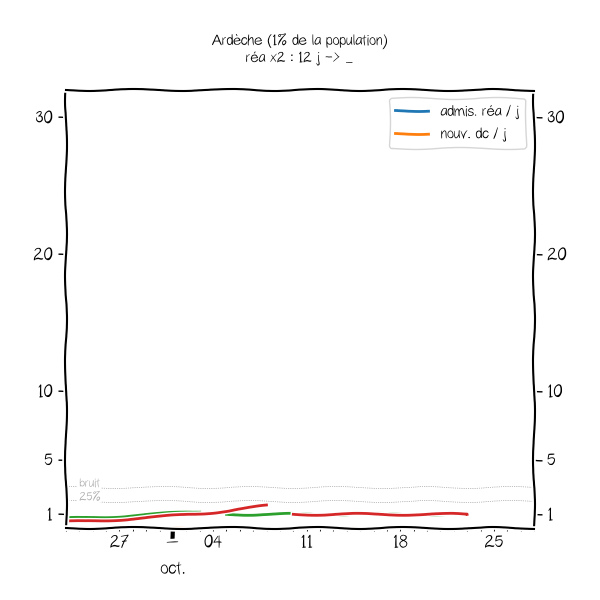 Ardèche (1% de la population)
réa x2 : 12 j -> _
admis. réa / j
nouv. dc / j
30
30
20
20
10
10
5
5
bruit
25%
1
1
27
04
11
18
25
oct.